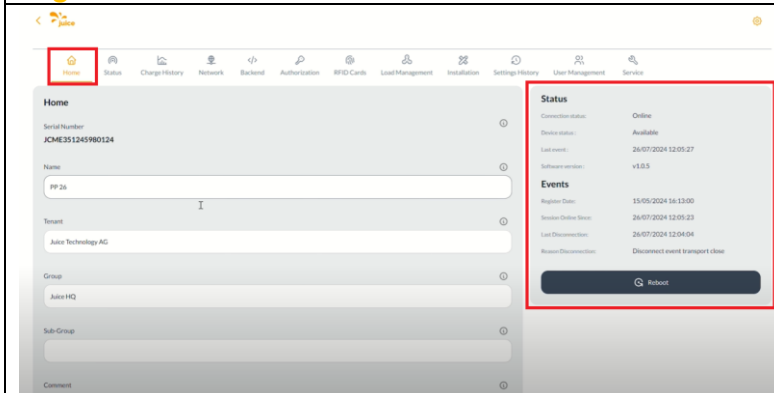 juice
Home Status Charge History Network Backend Authorization RFID Cards Load Management Installation Settings History User Management Service
Home
Serial Number
JCME351245980124
Name
PP 26
Tenant
Juice Technology AG
Group
Juice HQ
Sub-Group
Comment
Status
Connection status: Online
Device status : Available
Last event : 26/07/2024 12:05:27
Software version : v1.0.5
Events
Register Date: 15/05/2024 16:13:00
Session Online Since: 26/07/2024 12:05:23
Last Disconnection: 26/07/2024 12:04:04
Reason Disconnection: Disconnect event transport close
Reboot